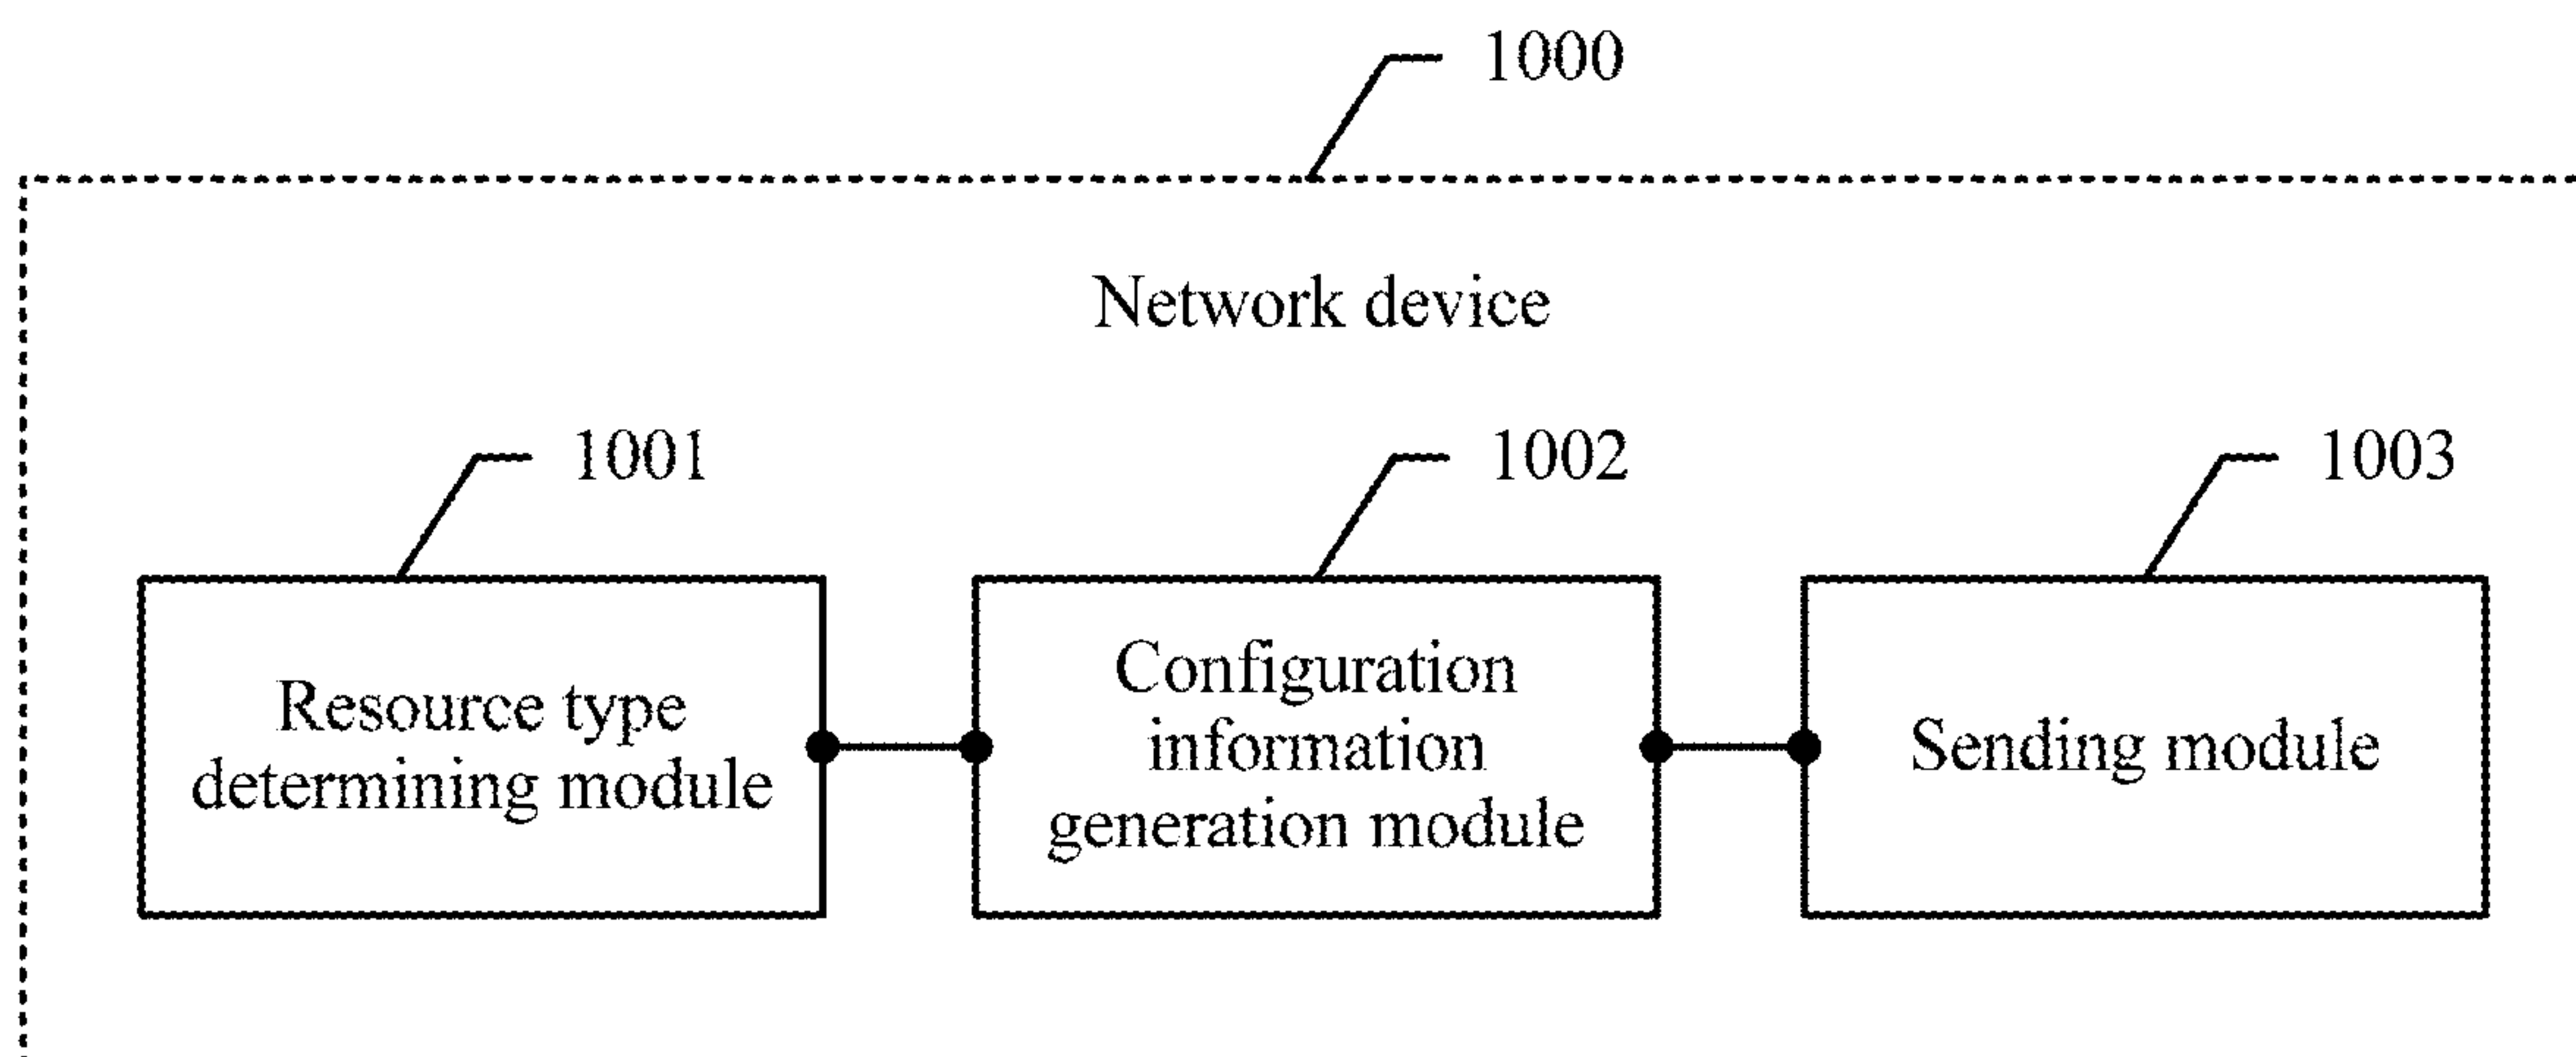 1000
Network device
1001
1002
1003
Resource type
determining module
Configuration
information
generation module
Sending module